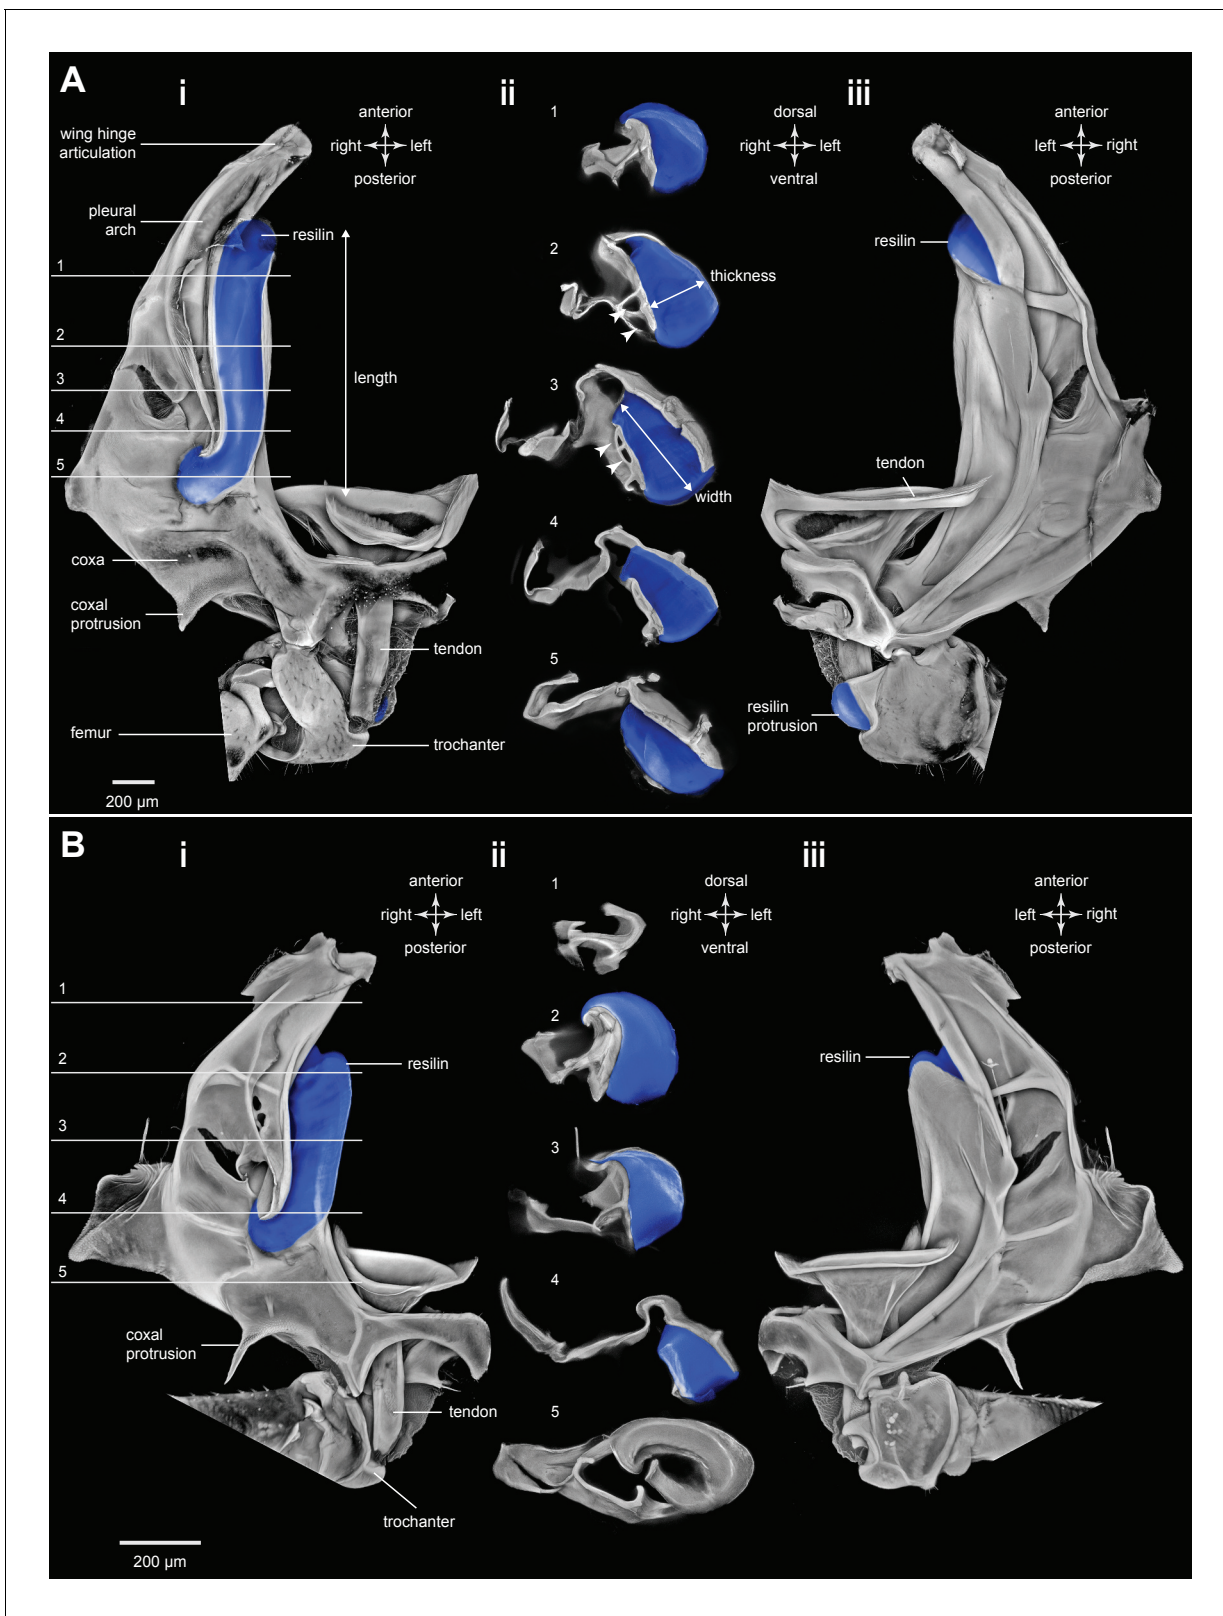 A
i
ii
iii
anterior
right left
posterior
wing hinge
articulation
pleural
arch
resilin
1
2
3
4
5
length
coxa
coxal
protrusion
tendon
femur
trochanter
200 µm
1
dorsal
right left
ventral
2
thickness
3
width
4
5
anterior
left right
posterior
resilin
tendon
resilin
protrusion
B
i
ii
iii
anterior
right left
posterior
1
2
resilin
3
4
5
coxal
protrusion
tendon
trochanter
200 µm
1
dorsal
right left
ventral
2
3
4
5
anterior
left right
posterior
resilin